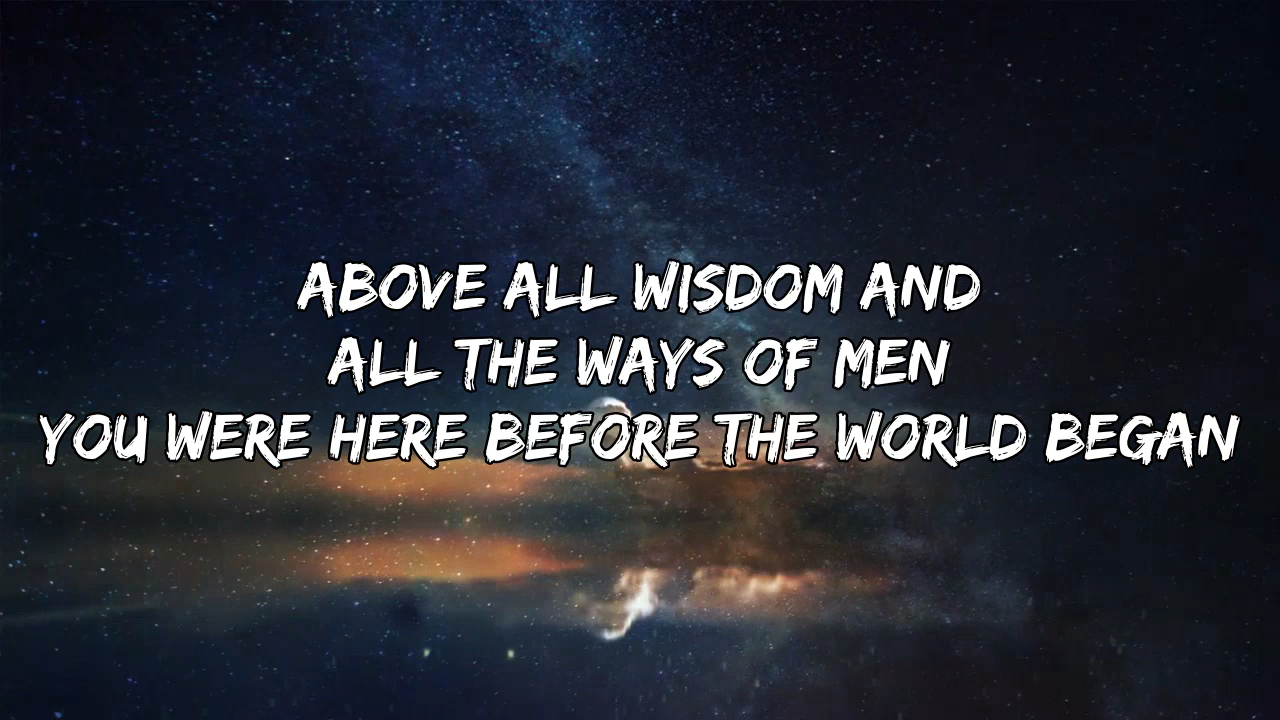 ABOVE ALL WISDOM AND
ALL THE WAYS OF MEN
YOU WERE HERE BEFORE THE WORLD BEGAN